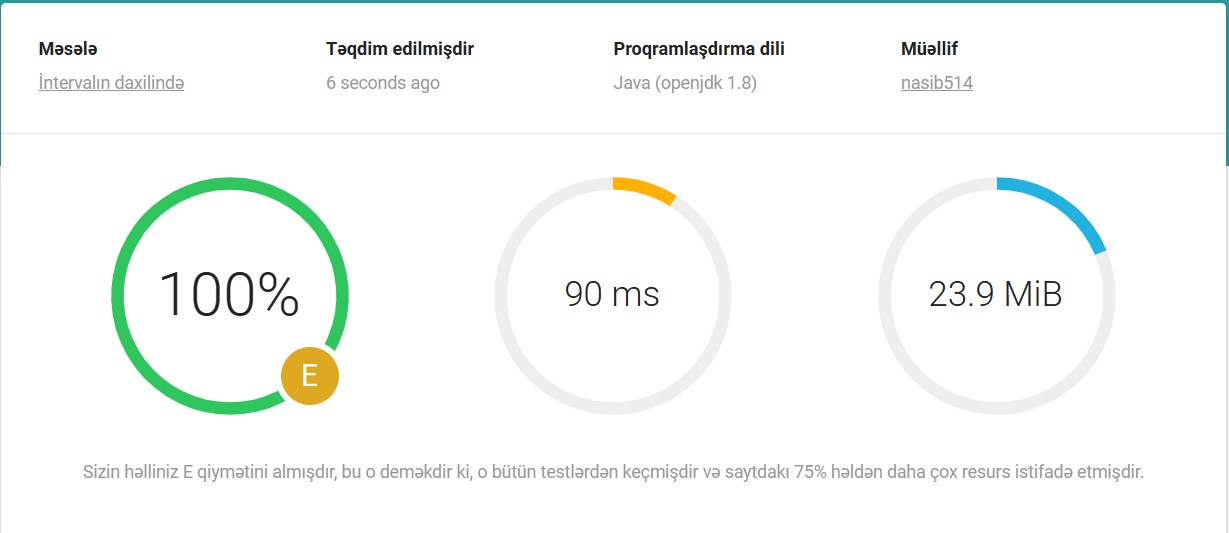 Məsələ
Təqdim edilmişdir
Proqramlaşdırma dili
Müəllif
İntervalın daxilində
6 seconds ago
Java (openjdk 1.8)
nasib514
100%
E
90 ms
23.9 MiB
Sizin həlliniz E qiymətini almışdır, bu o deməkdir ki, o bütün testlərdən keçmişdir və saytdakı 75% həldən daha çox resurs istifadə etmişdir.